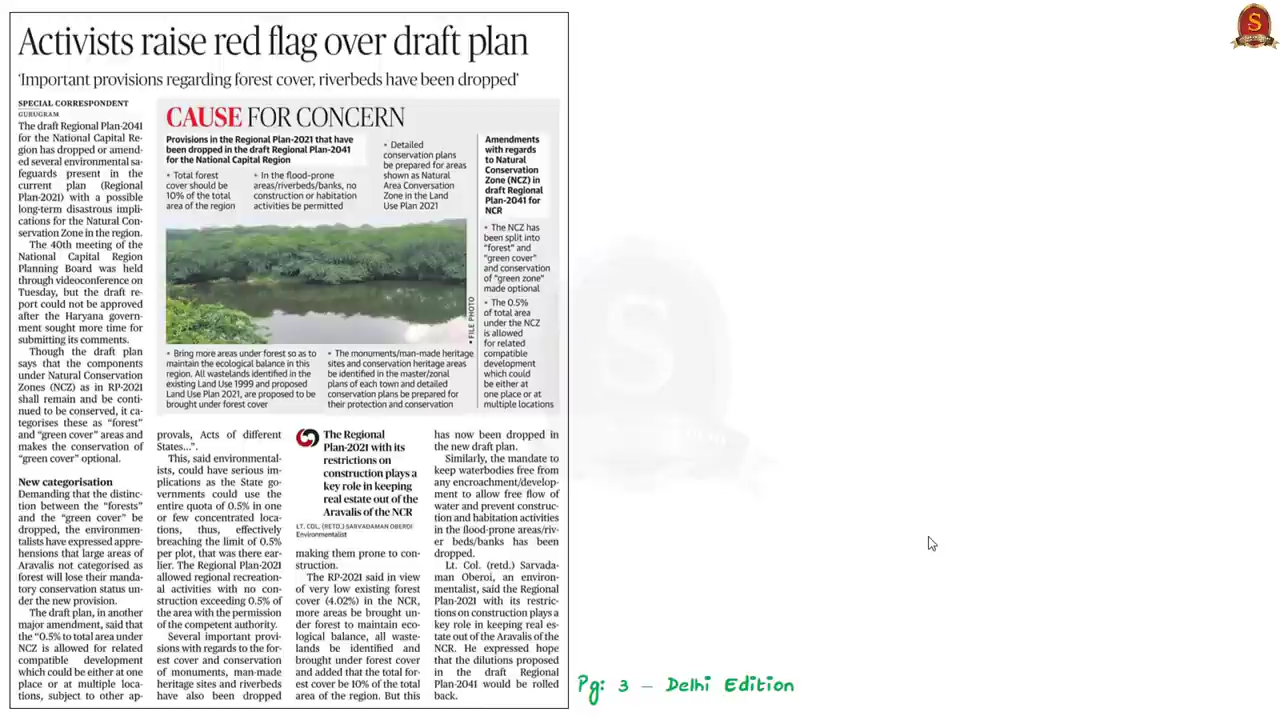 Activists raise red flag over draft plan
‘Important provisions regarding forest cover, riverbeds have been dropped’
SPECIAL CORRESPONDENT
GURUGRAM
The draft Regional Plan-2041
for the National Capital Re-
gion has dropped or amend-
ed several environmental sa-
feguards present in the
current plan (Regional
Plan-2021) with a possible
long-term disastrous impli-
cations for the Natural Con-
servation Zone in the region.
The 40th meeting of the
National Capital Region
Planning Board was held
through videoconference on
Tuesday, but the draft re-
port could not be approved
after the Haryana govern-
ment sought more time for
submitting its comments.
Though the draft plan
says that the components
under Natural Conservation
Zones (NCZ) as in RP-2021
shall remain and be conti-
nued to be conserved, it ca-
tegorises these as “forest”
and “green cover” areas and
makes the conservation of
“green cover” optional.
New categorisation
Demanding that the distinc-
tion between the “forests”
and the “green cover” be
dropped, the environmen-
talists have expressed appre-
hensions that large areas of
Aravalis not categorised as
forest will lose their manda-
tory conservation status un-
der the new provision.
The draft plan, in another
major amendment, said that
the “0.5% to total area under
NCZ is allowed for related
compatible development
which could be either at one
place or at multiple loca-
tions, subject to other ap-
CAUSE FOR CONCERN
Provisions in the Regional Plan-2021 that have
been dropped in the draft Regional Plan-2041
for the National Capital Region
• Total forest
cover should be
10% of the total
area of the region
• In the flood-prone
areas/riverbeds/banks, no
construction or habitation
activities be permitted
• Detailed
conservation plans
be prepared for areas
shown as Natural
Area Conversation
Zone in the Land
Use Plan 2021
• FILE PHOTO
• Bring more areas under forest so as to
maintain the ecological balance in this
region. All wastelands identified in the
existing Land Use 1999 and proposed
Land Use Plan 2021, are proposed to be
brought under forest cover
• The monuments/man-made heritage
sites and conservation heritage areas
be identified in the master/zonal
plans of each town and detailed
conservation plans be prepared for
their protection and conservation
Amendments
with regards
to Natural
Conservation
Zone (NCZ) in
draft Regional
Plan-2041 for
NCR
• The NCZ has
been split into
“forest” and
“green cover”
and conservation
of “green zone”
made optional
• The 0.5%
of total area
under the NCZ
is allowed
for related
compatible
development
which could
be either at
one place or at
multiple locations
provals, Acts of different
States...”.
This, said environmental-
ists, could have serious im-
plications as the State go-
vernments could use the
entire quota of 0.5% in one
or few concentrated loca-
tions, thus, effectively
breaching the limit of 0.5%
per plot, that was there ear-
lier. The Regional Plan-2021
allowed regional recreation-
al activities with no con-
struction exceeding 0.5% of
the area with the permission
of the competent authority.
Several important provi-
sions with regards to the for-
est cover and conservation
of monuments, man-made
heritage sites and riverbeds
have also been dropped
The Regional
Plan-2021 with its
restrictions on
construction plays a
key role in keeping
real estate out of the
Aravalis of the NCR
LT. COL. (RETD.) SARVADAMAN OBEROI
Environmentalist
making them prone to con-
struction.
The RP-2021 said in view
of very low existing forest
cover (4.02%) in the NCR,
more areas be brought un-
der forest to maintain eco-
logical balance, all waste-
lands be identified and
brought under forest cover
and added that the total for-
est cover be 10% of the total
area of the region. But this
has now been dropped in
the new draft plan.
Similarly, the mandate to
keep waterbodies free from
any encroachment/develop-
ment to allow free flow of
water and prevent construc-
tion and habitation activities
in the flood-prone areas/riv-
er beds/banks has been
dropped.
Lt. Col. (retd.) Sarvada-
man Oberoi, an environ-
mentalist, said the Regional
Plan-2021 with its restric-
tions on construction plays a
key role in keeping real es-
tate out of the Aravalis of the
NCR. He expressed hope
that the dilutions proposed
in the draft Regional
Plan-2041 would be rolled
back.
Pg: 3 – Delhi Edition
S
S